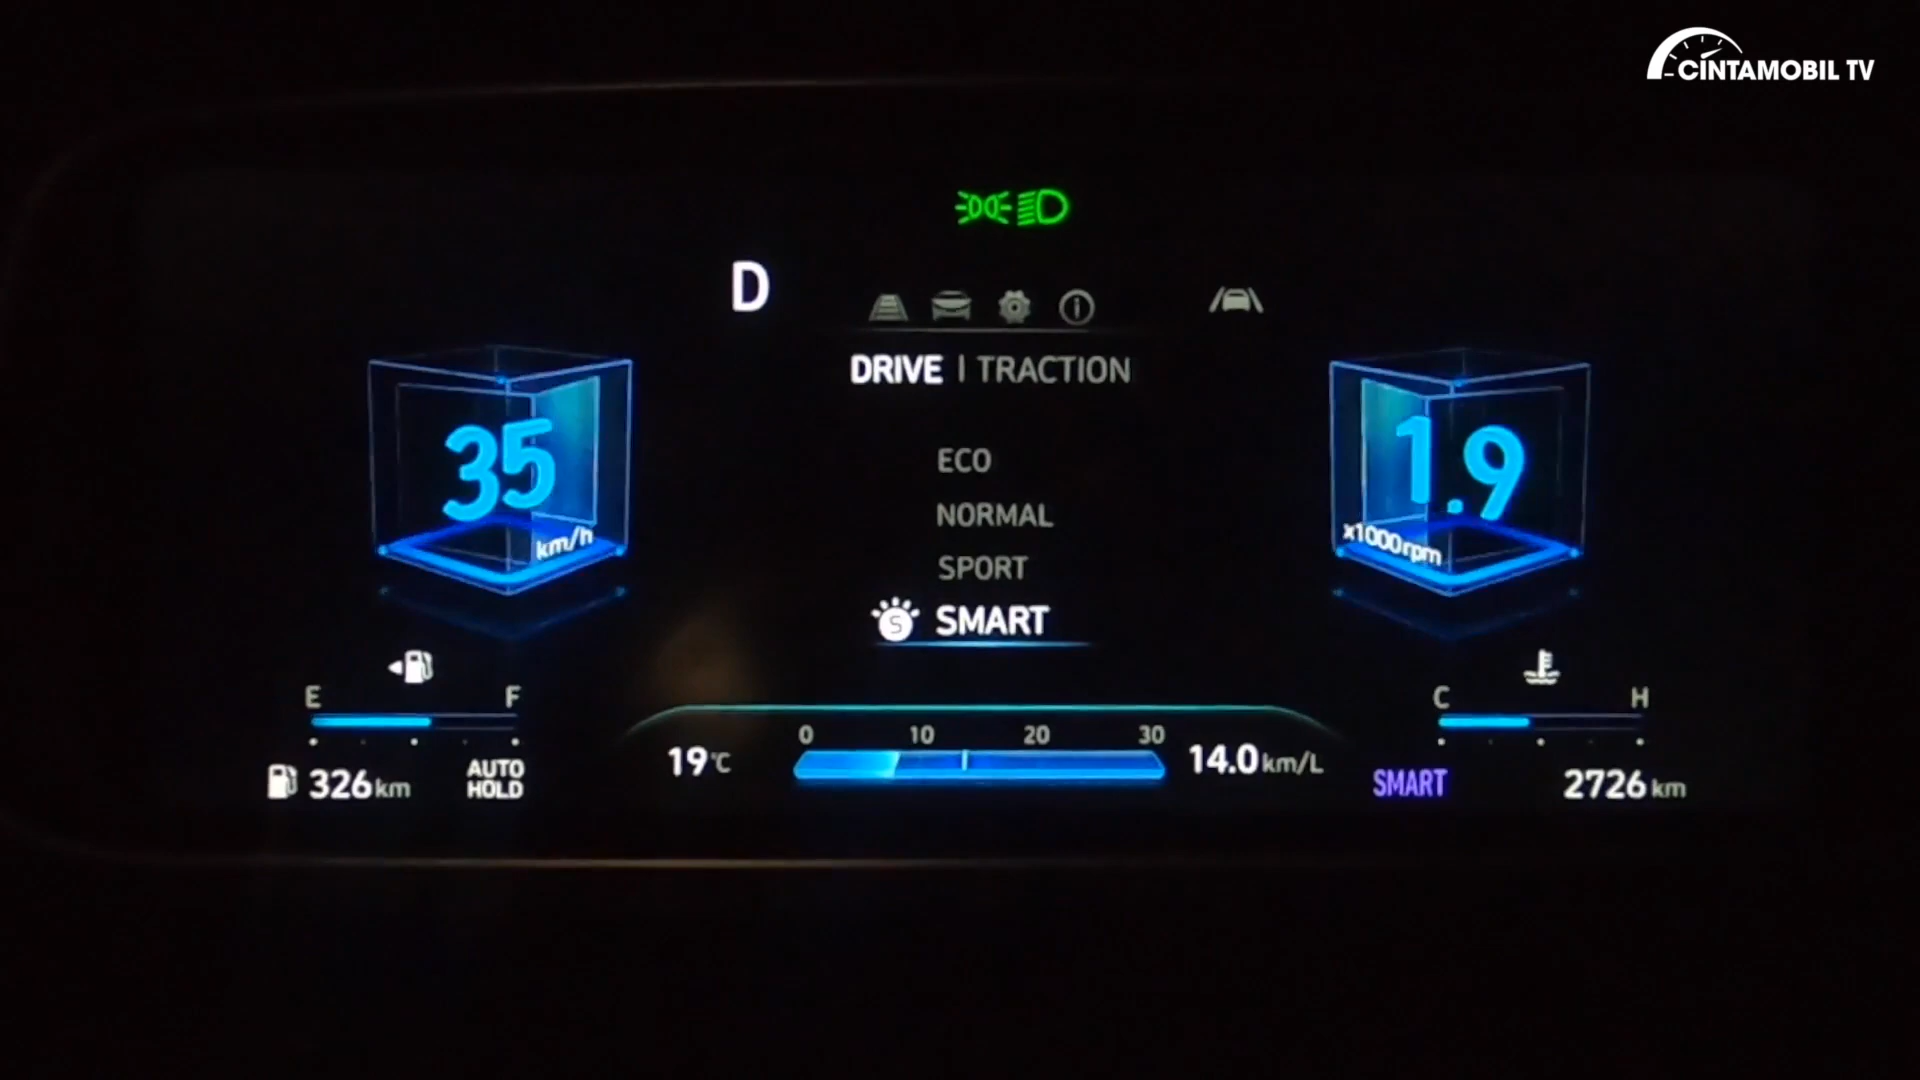 CINTAMOBIL TV
D
DRIVE | TRACTION
ECO
NORMAL
SPORT
S SMART
35
km/h
1.9
x1000rpm
E F
326 km
AUTO HOLD
19°C
0 10 20 30
14.0 km/L
C H
SMART
2726 km